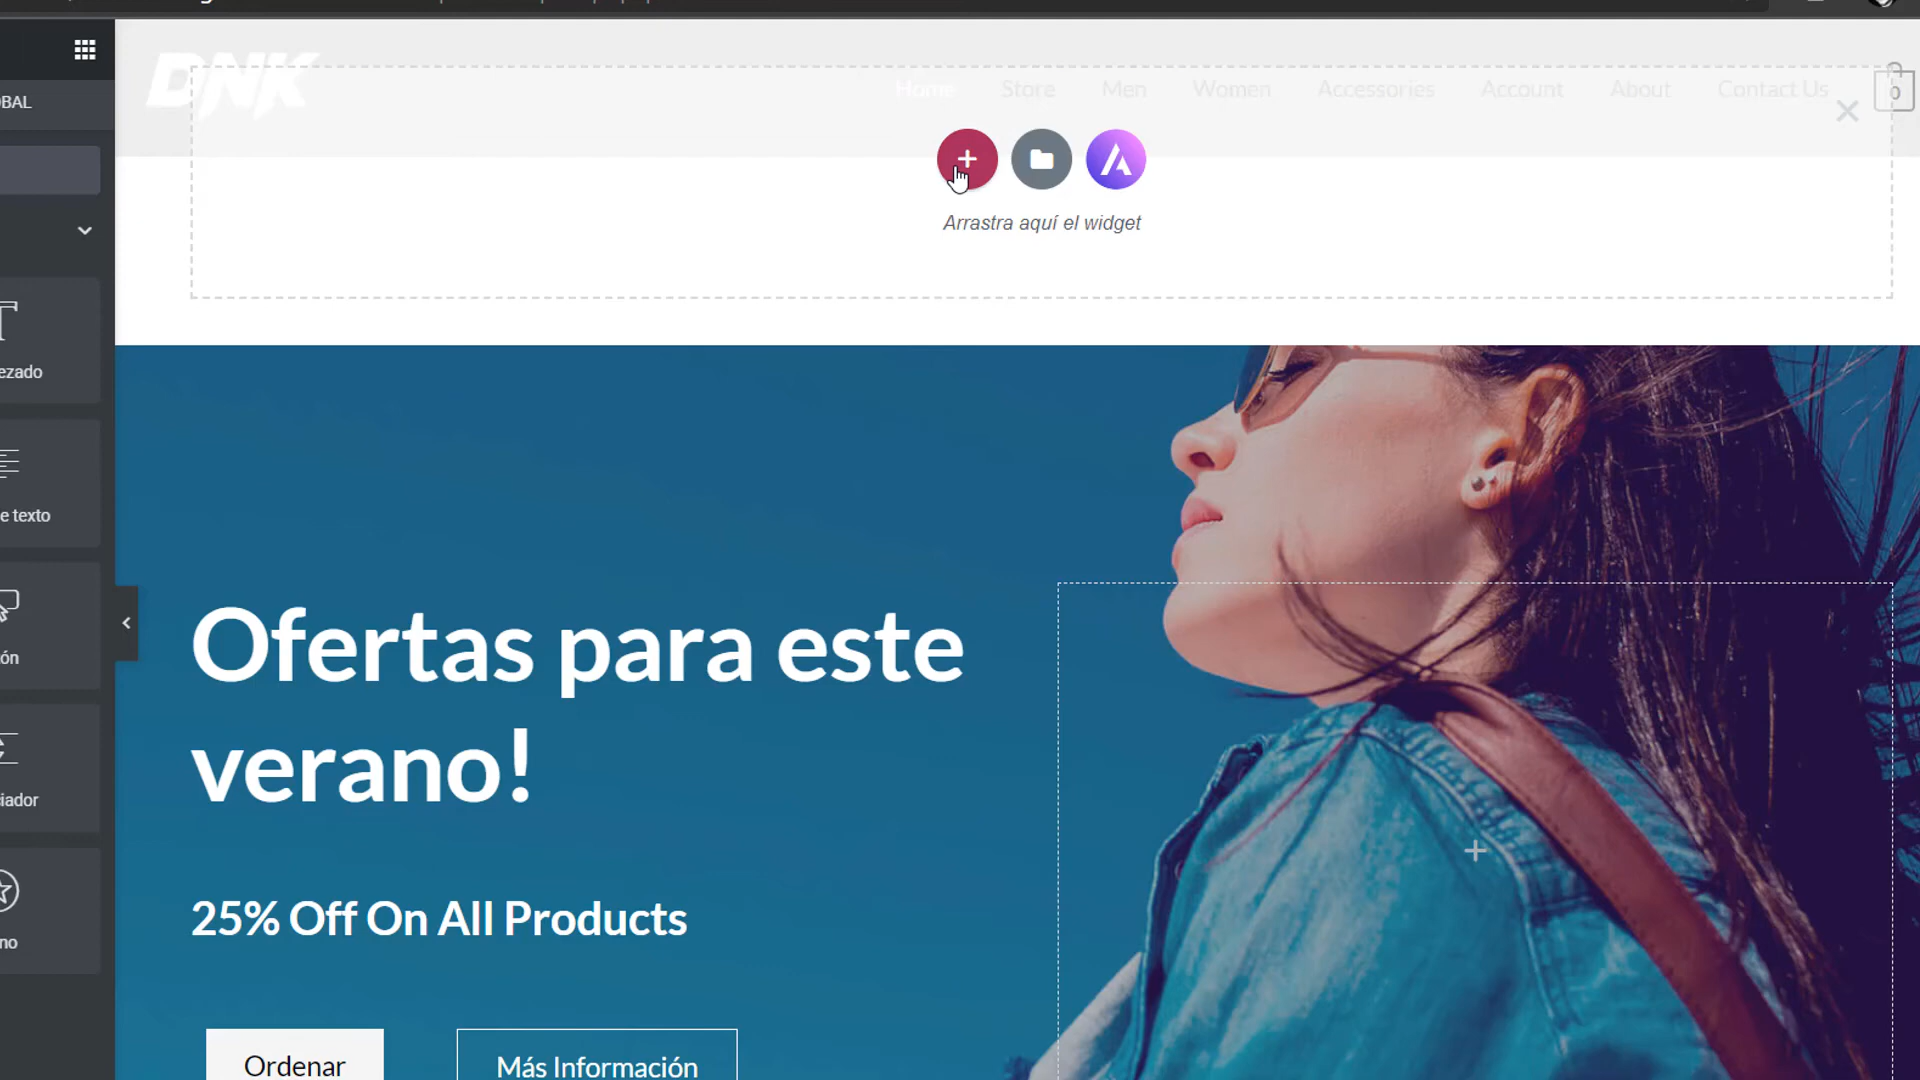 DNK
Home Store Men Women Accessories Account About Contact Us
0
BAL
Arrastra aquí el widget
ezado
e texto
ón
ciador
no
Ofertas para este
verano!
25% Off On All Products
Ordenar
Más Información